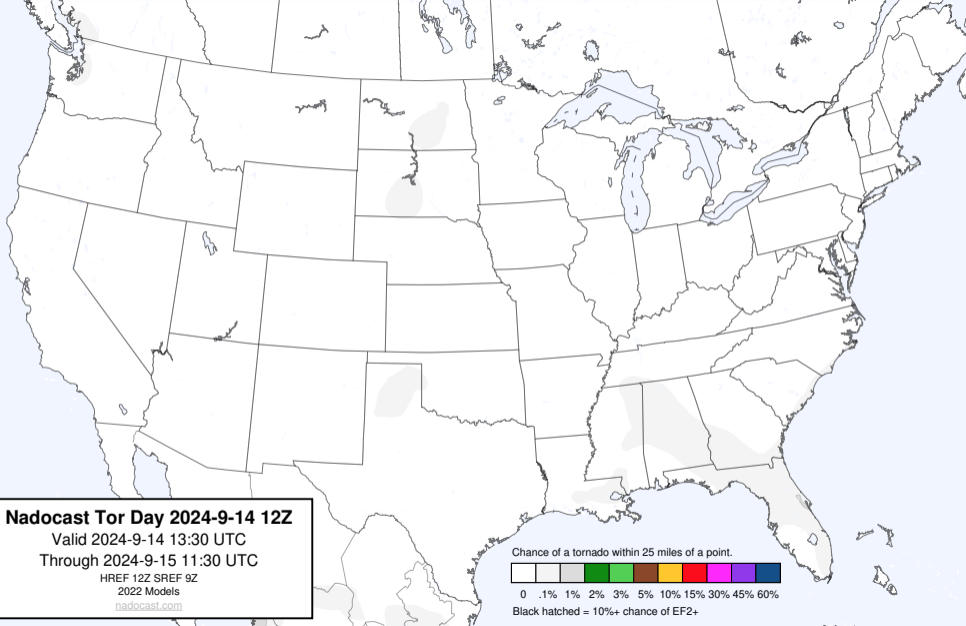 Nadocast Tor Day 2024-9-14 12Z
Valid 2024-9-14 13:30 UTC
Through 2024-9-15 11:30 UTC
HREF 12Z SREF 9Z
2022 Models
nadocast.com
Chance of a tornado within 25 miles of a point.
0 .1% 1% 2% 3% 5% 10% 15% 30% 45% 60%
Black hatched = 10%+ chance of EF2+